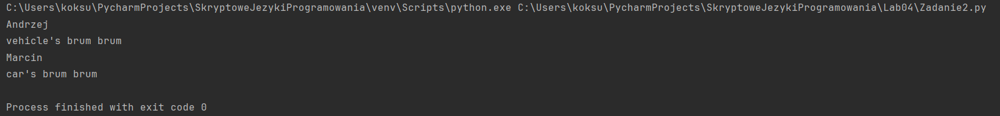 C:\Users\koksu\PycharmProjects\SkryptoweJezykiProgramowania\venv\Scripts\python.exe C:\Users\koksu\PycharmProjects\SkryptoweJezykiProgramowania\Lab04\Zadanie2.py
Andrzej
vehicle's brum brum
Marcin
car's brum brum
Process finished with exit code 0